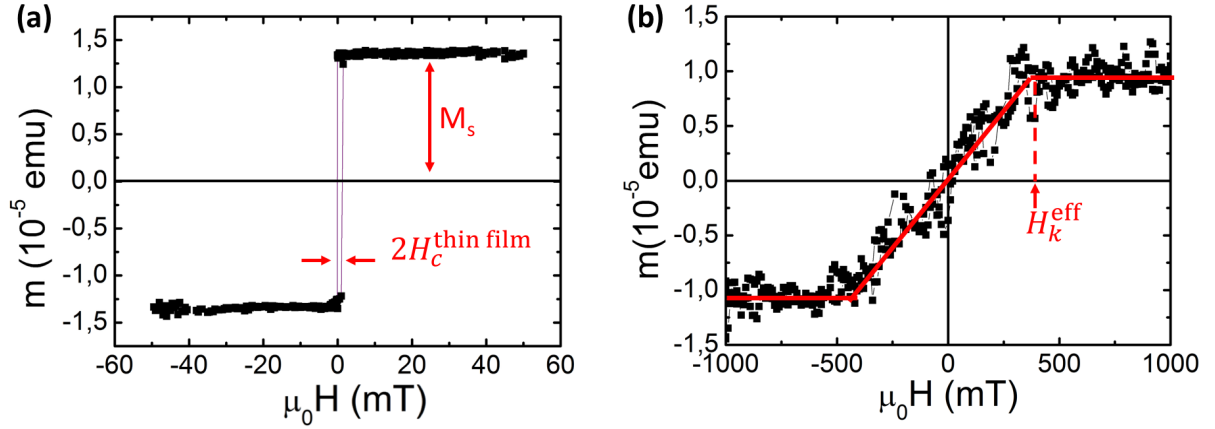 (a)
1,5
1,0
0,5
0,0
-0,5
-1,0
-1,5
m (10⁻⁵ emu)
Mₛ
2H_c^thin film
-60 -40 -20 0 20 40 60
μ₀H (mT)
(b)
1,5
1,0
0,5
0,0
-0,5
-1,0
-1,5
m(10⁻⁵ emu)
H_k^eff
-1000 -500 0 500 1000
μ₀H (mT)